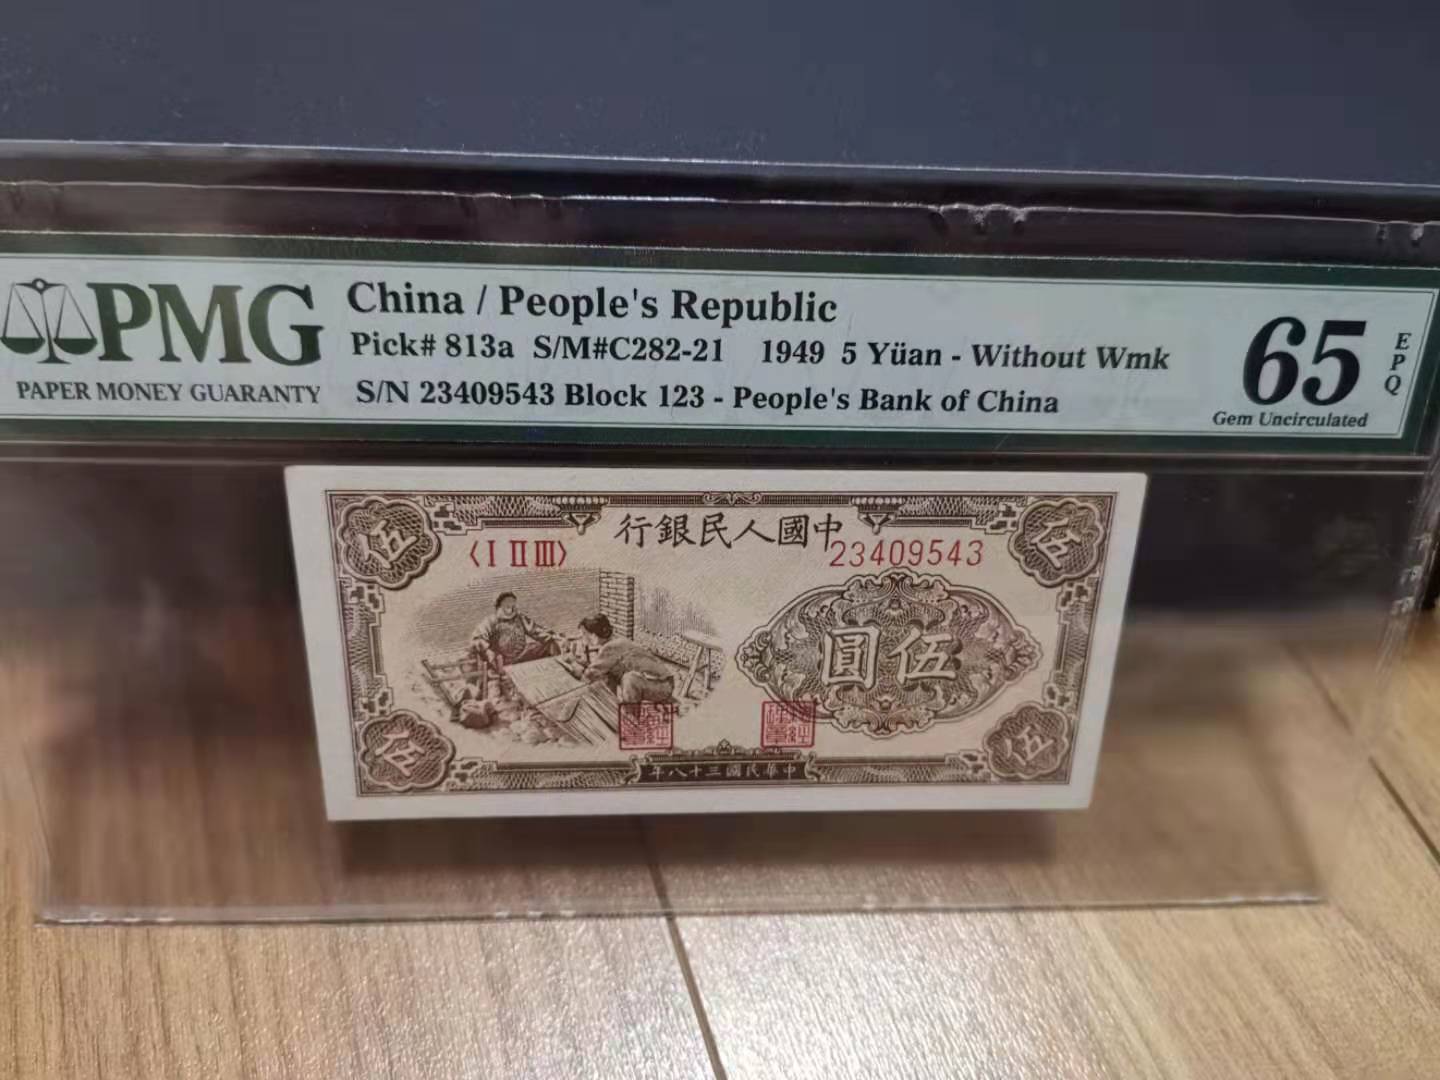 PMG
PAPER MONEY GUARANTY
China / People's Republic
Pick# 813a S/M#C282-21 1949 5 Yüan - Without Wmk
S/N 23409543 Block 123 - People's Bank of China
65
EPQ
Gem Uncirculated
伍
行銀民人國中
伍
〈I II III〉
23409543
圓伍
伍
年八十三國民華中
伍